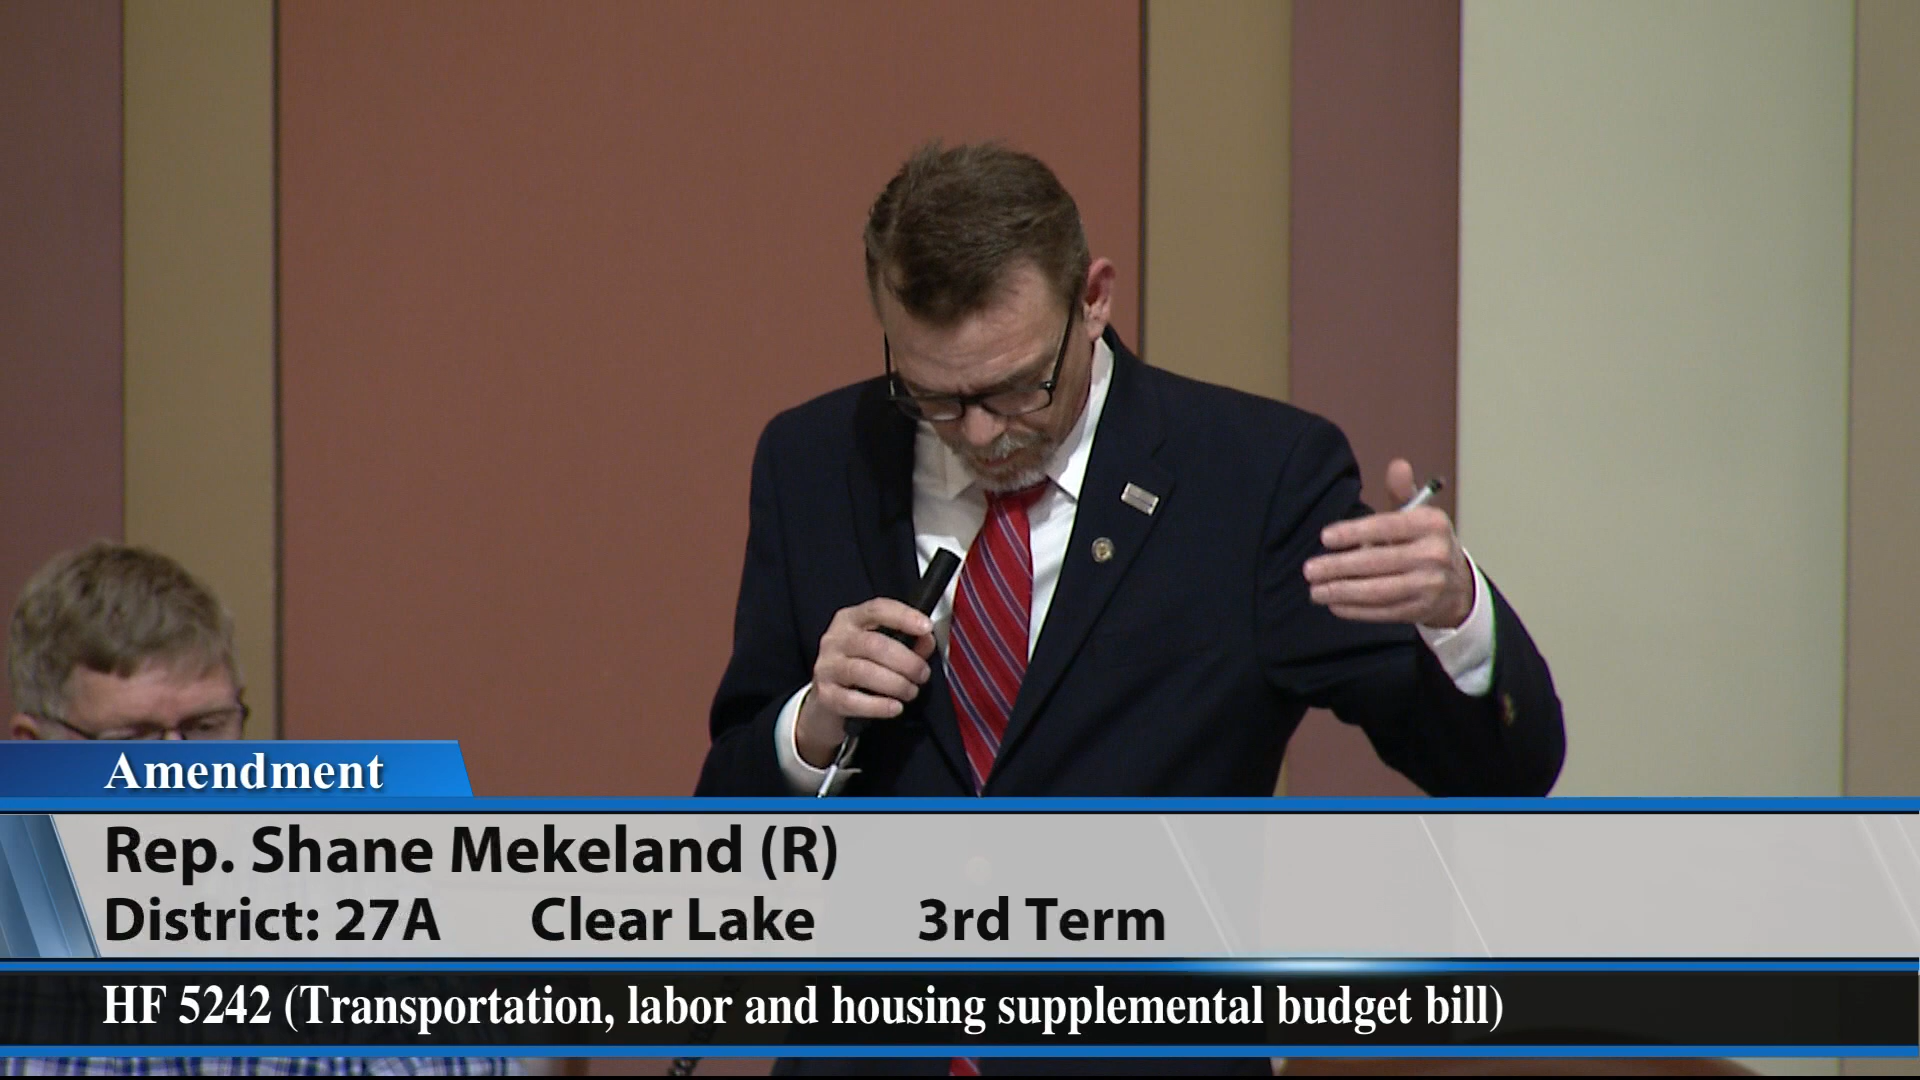 Amendment
Rep. Shane Mekeland (R)
District: 27A Clear Lake 3rd Term
HF 5242 (Transportation, labor and housing supplemental budget bill)